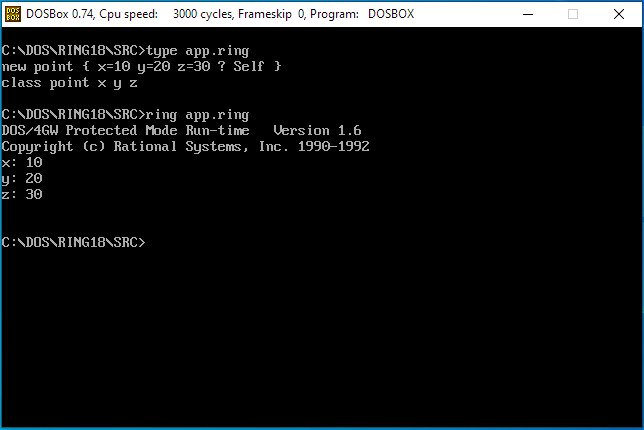 DOS BOX DOSBox 0.74, Cpu speed: 3000 cycles, Frameskip 0, Program: DOSBOX
C:\DOS\RING18\SRC>type app.ring
new point { x=10 y=20 z=30 ? Self }
class point x y z
C:\DOS\RING18\SRC>ring app.ring
DOS/4GW Protected Mode Run-time   Version 1.6
Copyright (c) Rational Systems, Inc. 1990-1992
x: 10
y: 20
z: 30
C:\DOS\RING18\SRC>